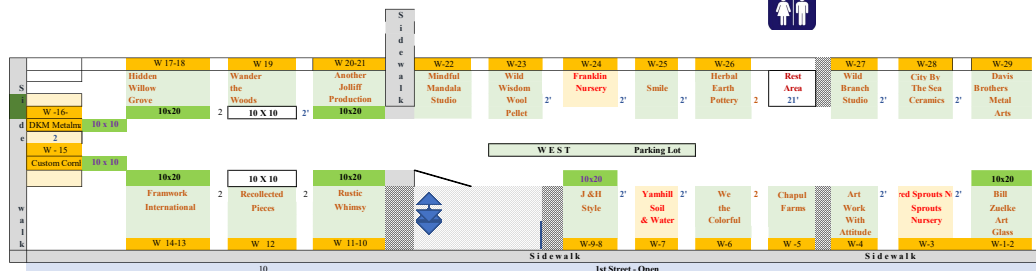 Sidewalk
W 17-18
W 19
W 20-21
W-22
W-23
W-24
W-25
W-26
W-27
W-28
W-29
Hidden Willow Grove
Wander the Woods
Another Jolliff Production
Mindful Mandala Studio
Wild Wisdom Wool Pellet
2'
Franklin Nursery
Smile
2'
Herbal Earth Pottery
2
Rest Area 21'
Wild Branch Studio
2'
City By The Sea Ceramics
2'
Davis Brothers Metal Arts
10x20
2
10 X 10
2'
10x20
Side walk
W -16-
DKM Metalm
10 x 10
2
W - 15
Custom Corn
10 x 10
WEST Parking Lot
10x20
10 X 10
10x20
10x20
10x20
Framwork International
2
Recollected Pieces
2
Rustic Whimsy
J &H Style
2'
Yamhill Soil & Water
2'
We the Colorful
2
Chapul Farms
Art Work With Attitude
2'
red Sprouts N Sprouts Nursery
2'
Bill Zuelke Art Glass
W 14-13
W 12
W 11-10
W-9-8
W-7
W-6
W -5
W-4
W-3
W-1-2
Sidewalk
Sidewalk
10
1st Street - Open